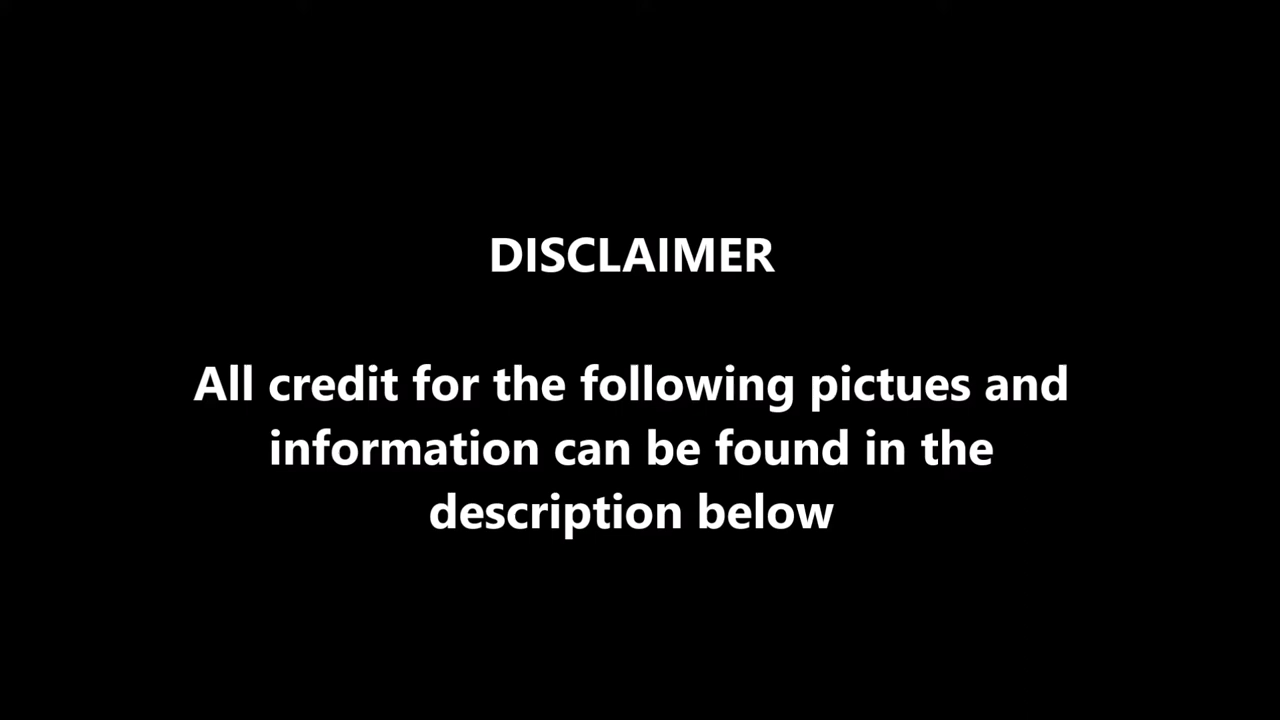 DISCLAIMER
All credit for the following pictues and
information can be found in the
description below